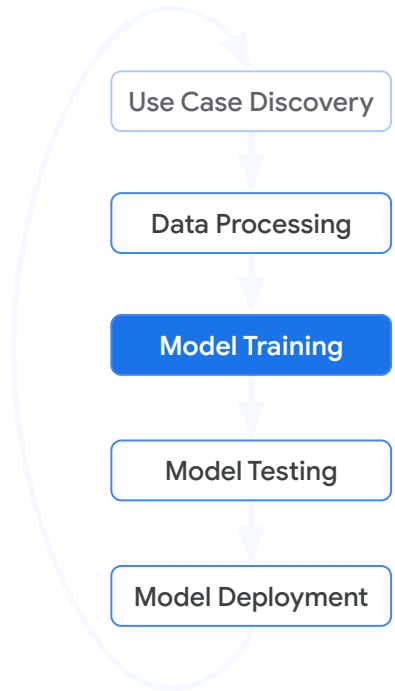 Use Case Discovery
Data Processing
Model Training
Model Testing
Model Deployment